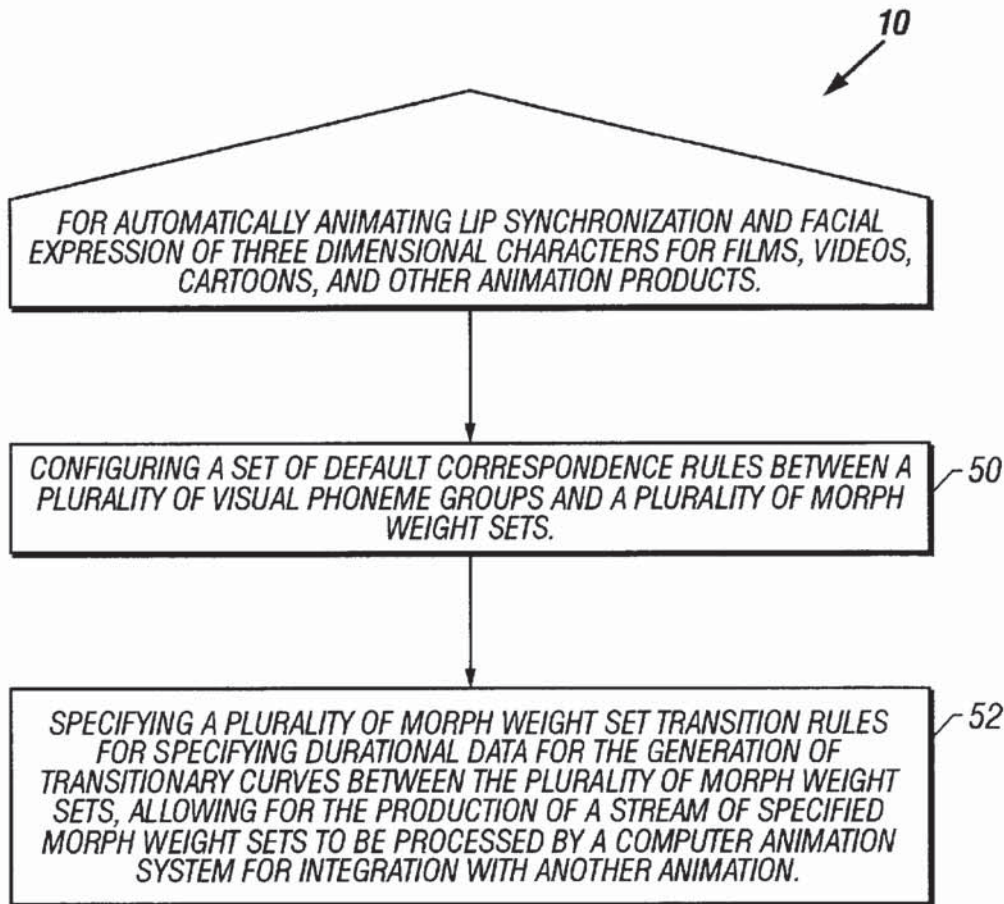 10
FOR AUTOMATICALLY ANIMATING LIP SYNCHRONIZATION AND FACIAL
EXPRESSION OF THREE DIMENSIONAL CHARACTERS FOR FILMS, VIDEOS,
CARTOONS, AND OTHER ANIMATION PRODUCTS.
CONFIGURING A SET OF DEFAULT CORRESPONDENCE RULES BETWEEN A
PLURALITY OF VISUAL PHONEME GROUPS AND A PLURALITY OF MORPH
WEIGHT SETS.
50
SPECIFYING A PLURALITY OF MORPH WEIGHT SET TRANSITION RULES
FOR SPECIFYING DURATIONAL DATA FOR THE GENERATION OF
TRANSITIONARY CURVES BETWEEN THE PLURALITY OF MORPH WEIGHT
SETS, ALLOWING FOR THE PRODUCTION OF A STREAM OF SPECIFIED
MORPH WEIGHT SETS TO BE PROCESSED BY A COMPUTER ANIMATION
SYSTEM FOR INTEGRATION WITH ANOTHER ANIMATION.
52